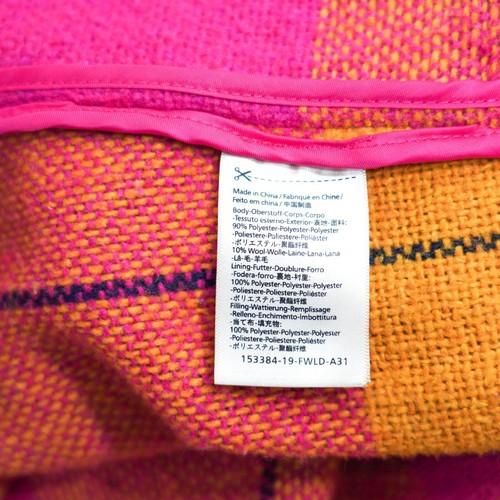 Made in China / Fabriqué en Chine /
Feito em china / 中国制造
Body-Oberstoff-Corps-Corpo
-Tessuto esterno-Exterior-表地-面料:
90% Polyester-Polyester-Polyester
-Poliestere-Poliestere-Poliéster
-ポリエステル-聚酯纤维
10% Wool-Wolle-Laine-Lana-Lana
-Lã-毛-羊毛
Lining-Futter-Doublure-Forro
-Fodera-forro-裏地-衬里:
100% Polyester-Polyester-Polyester
-Poliestere-Poliestere-Poliéster
-ポリエステル-聚酯纤维
Filling-Wattierung-Remplissage
-Relleno-Enchimento-Imbottitura
-当て布-填充物:
100% Polyester-Polyester-Polyester
-Poliestere-Poliestere-Poliéster
-ポリエステル-聚酯纤维
153384-19-FWLD-A31